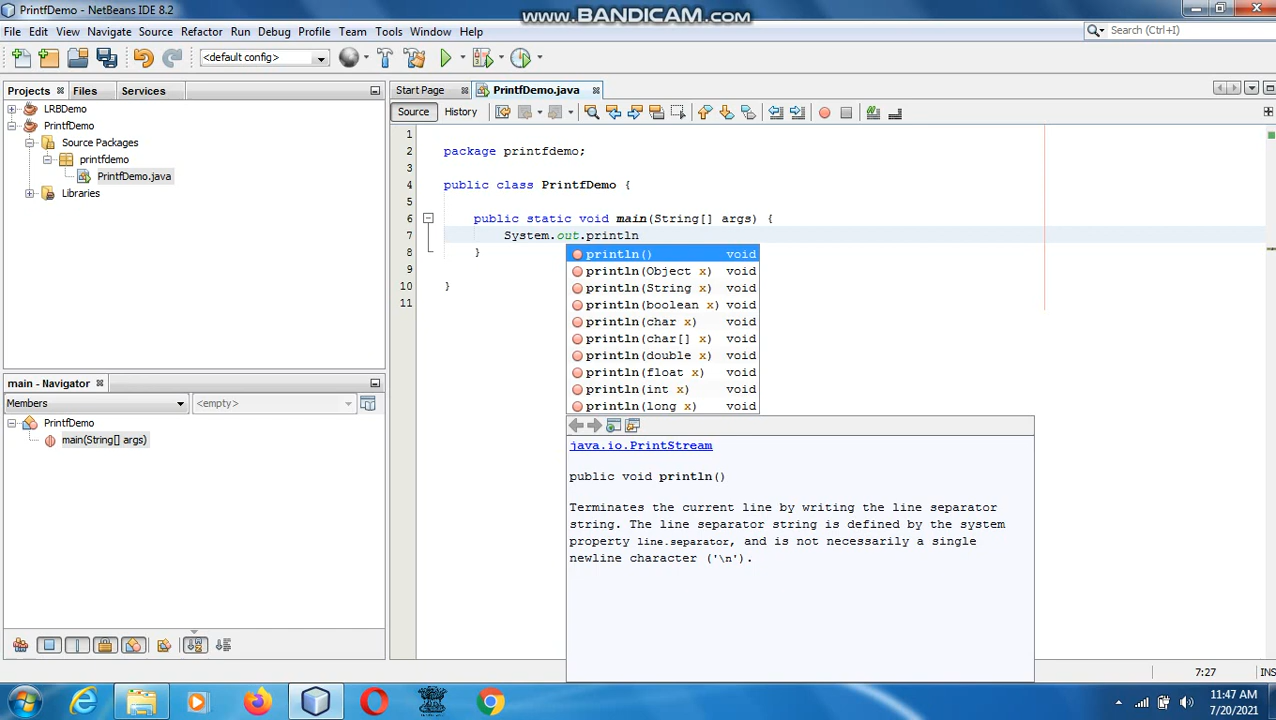 PrintfDemo - NetBeans IDE 8.2
www.BANDICAM.com
File Edit View Navigate Source Refactor Run Debug Profile Team Tools Window Help
Search (Ctrl+I)
<default config>
Projects Files Services
LRBDemo
PrintfDemo
Source Packages
printfdemo
PrintfDemo.java
Libraries
main - Navigator
Members <empty>
PrintfDemo
main(String[] args)
Start Page PrintfDemo.java
Source History
1
2 package printfdemo;
3
4 public class PrintfDemo {
5
6 public static void main(String[] args) {
7 System.out.println
8 }
9
10 }
11
println() void
println(Object x) void
println(String x) void
println(boolean x) void
println(char x) void
println(char[] x) void
println(double x) void
println(float x) void
println(int x) void
println(long x) void
java.io.PrintStream
public void println()
Terminates the current line by writing the line separator
string. The line separator string is defined by the system
property line.separator, and is not necessarily a single
newline character ('\n').
7:27 INS
11:47 AM
7/20/2021